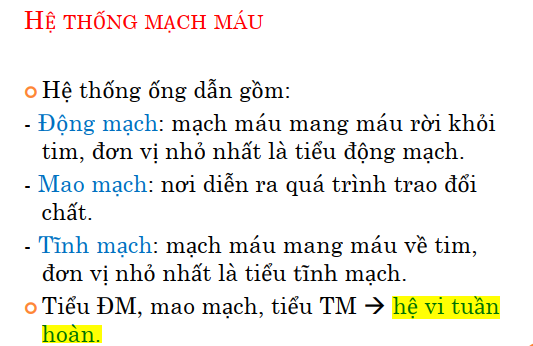 HỆ THỐNG MẠCH MÁU
Hệ thống ống dẫn gồm:
- Động mạch: mạch máu mang máu rời khỏi
tim, đơn vị nhỏ nhất là tiểu động mạch.
- Mao mạch: nơi diễn ra quá trình trao đổi
chất.
- Tĩnh mạch: mạch máu mang máu về tim,
đơn vị nhỏ nhất là tiểu tĩnh mạch.
Tiểu ĐM, mao mạch, tiểu TM → hệ vi tuần
hoàn.